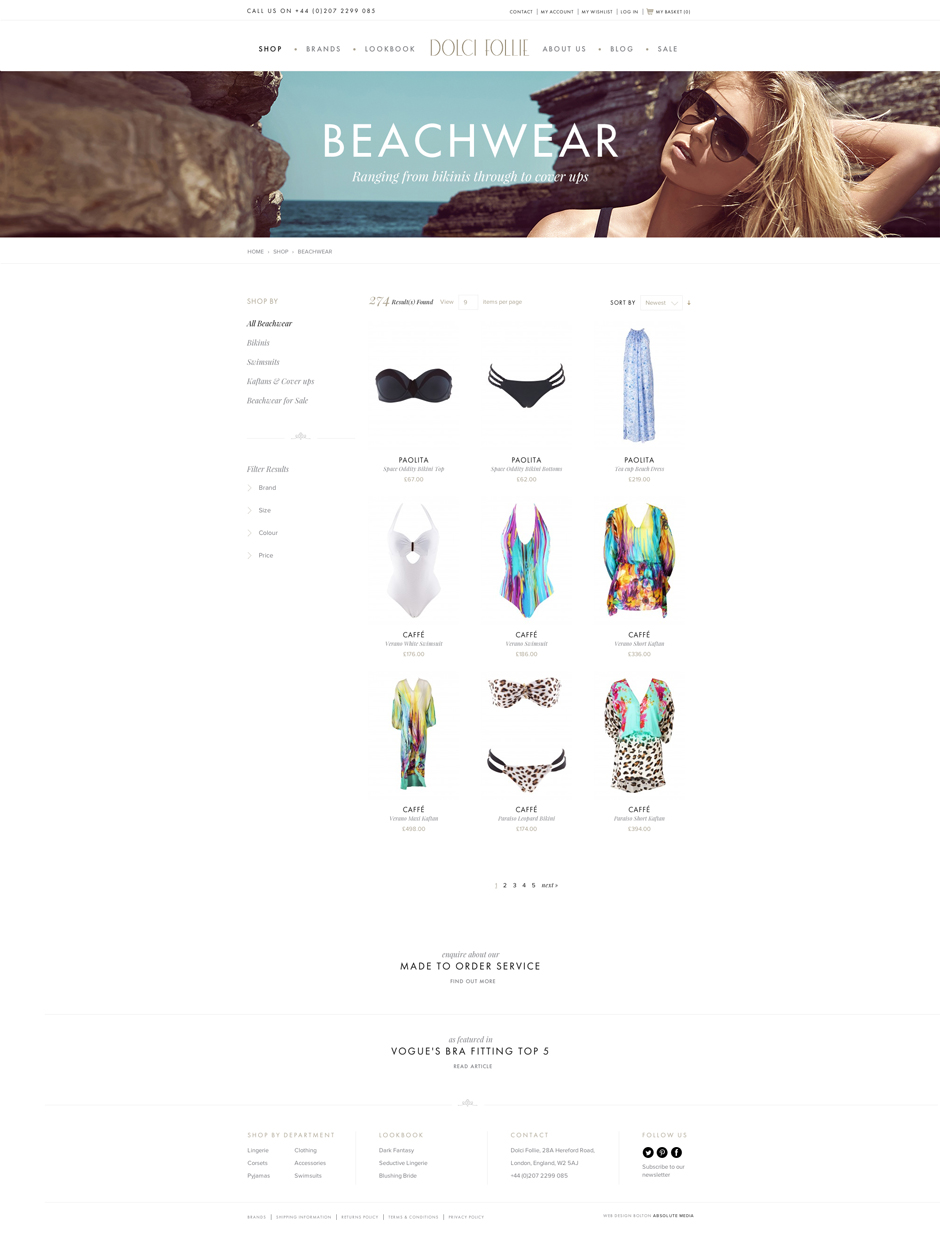 CALL US ON +44 (0)207 2299 085
CONTACT | MY ACCOUNT | MY WISHLIST | LOG IN | MY BASKET (0)
SHOP • BRANDS • LOOKBOOK DOLCI FOLLIE ABOUT US • BLOG • SALE
BEACHWEAR
Ranging from bikinis through to cover ups
HOME › SHOP › BEACHWEAR
SHOP BY
All Beachwear
Bikinis
Swimsuits
Kaftans & Cover ups
Beachwear for Sale
Filter Results
Brand
Size
Colour
Price
274 Result(s) Found View 9 items per page
SORT BY Newest
PAOLITA
Space Oddity Bikini Top
£67.00
PAOLITA
Space Oddity Bikini Bottoms
£62.00
PAOLITA
Tea cup Beach Dress
£219.00
CAFFÉ
Verano White Swimsuit
£176.00
CAFFÉ
Verano Swimsuit
£186.00
CAFFÉ
Verano Short Kaftan
£336.00
CAFFÉ
Verano Maxi Kaftan
£498.00
CAFFÉ
Paraiso Leopard Bikini
£174.00
CAFFÉ
Paraiso Short Kaftan
£394.00
1 2 3 4 5 next »
enquire about our
MADE TO ORDER SERVICE
FIND OUT MORE
as featured in
VOGUE'S BRA FITTING TOP 5
READ ARTICLE
SHOP BY DEPARTMENT
Lingerie Clothing
Corsets Accessories
Pyjamas Swimsuits
LOOKBOOK
Dark Fantasy
Seductive Lingerie
Blushing Bride
CONTACT
Dolci Follie, 28A Hereford Road,
London, England, W2 5AJ
+44 (0)207 2299 085
FOLLOW US
Subscribe to our
newsletter
BRANDS | SHIPING INFORMATION | RETURNS POLICY | TERMS & CONDITIONS | PRIVACY POLICY
WEB DESIGN BOLTON ABSOLUTE MEDIA